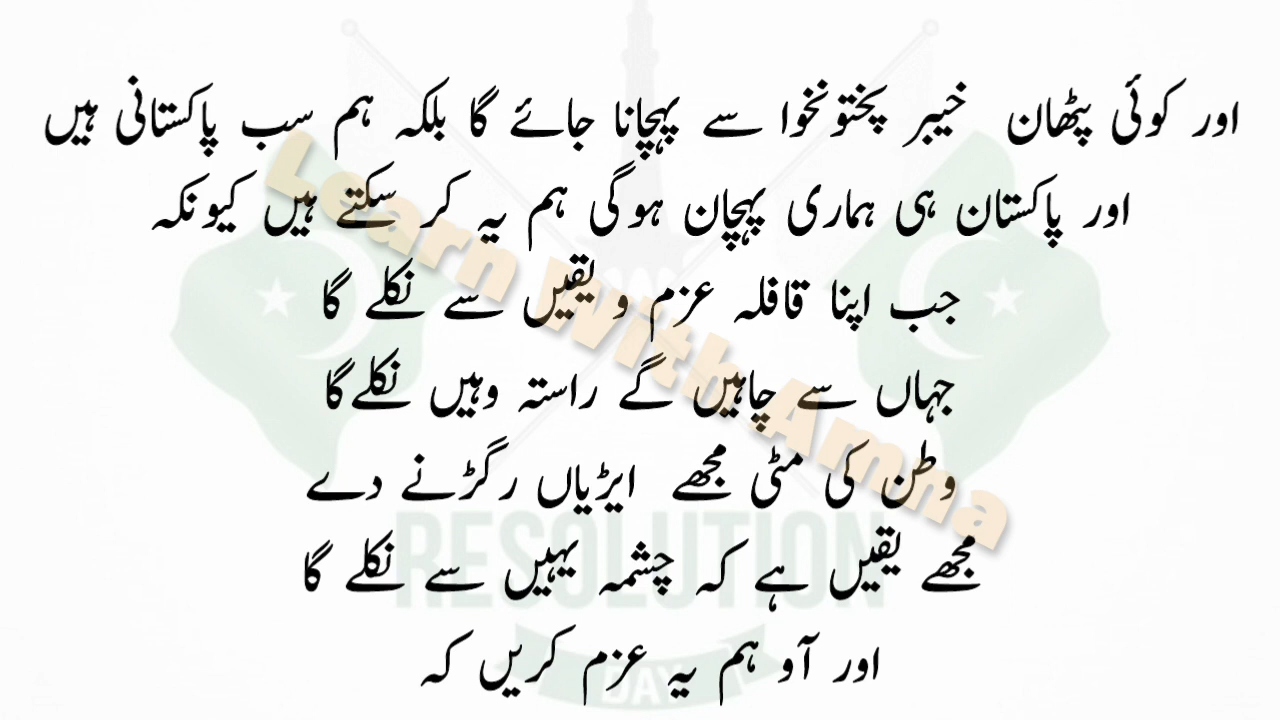 اور کوئی پٹھان خیبر پختونخوا سے پہچانا جائے گا بلکہ ہم سب پاکستانی ہیں
اور پاکستان ہی ہماری پہچان ہوگی ہم یہ کر سکتے ہیں کیونکہ
جب اپنا قافلہ عزم و یقیں سے نکلے گا
جہاں سے چاہیں گے راستہ وہیں نکلے گا
وطن کی مٹی مجھے ایڑیاں رگڑنے دے
مجھے یقیں ہے کہ چشمہ یہیں سے نکلے گا
اور آو ہم یہ عزم کریں کہ
Learn With Amna
RESOLUTION
DAY